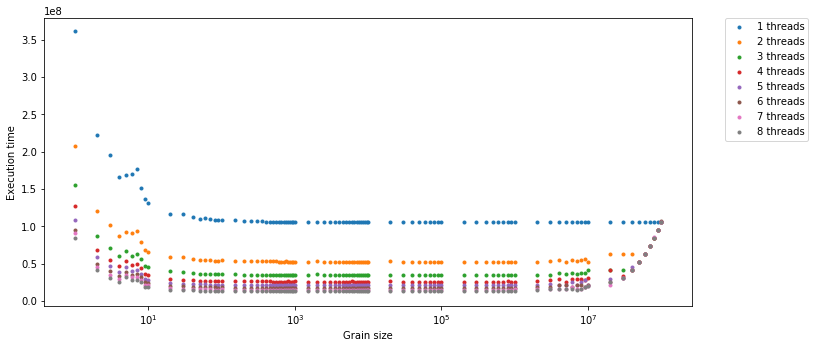 1e8
3.5
3.0
2.5
2.0
1.5
1.0
0.5
0.0
Execution time
10^1
10^3
10^5
10^7
Grain size
1 threads
2 threads
3 threads
4 threads
5 threads
6 threads
7 threads
8 threads